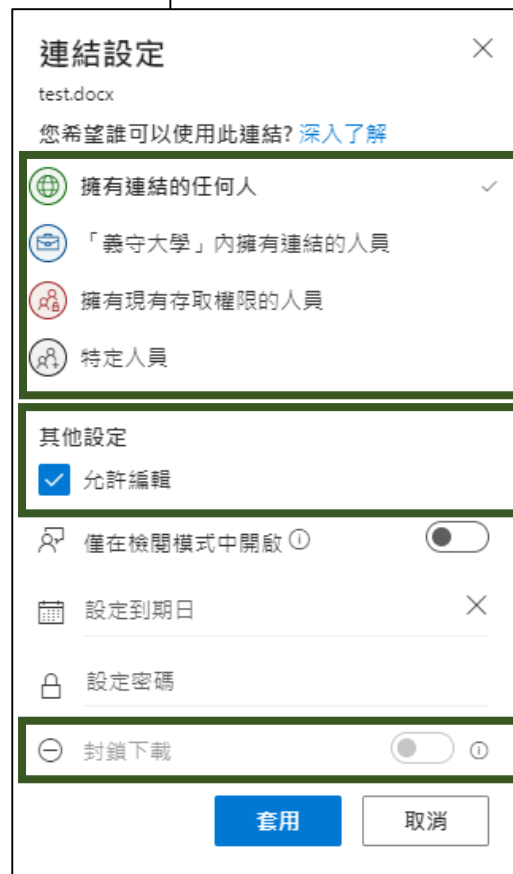 連結設定
test.docx
您希望誰可以使用此連結? 深入了解
擁有連結的任何人
「義守大學」內擁有連結的人員
擁有現有存取權限的人員
特定人員
其他設定
允許編輯
僅在檢閱模式中開啟
設定到期日
設定密碼
封鎖下載
套用 取消